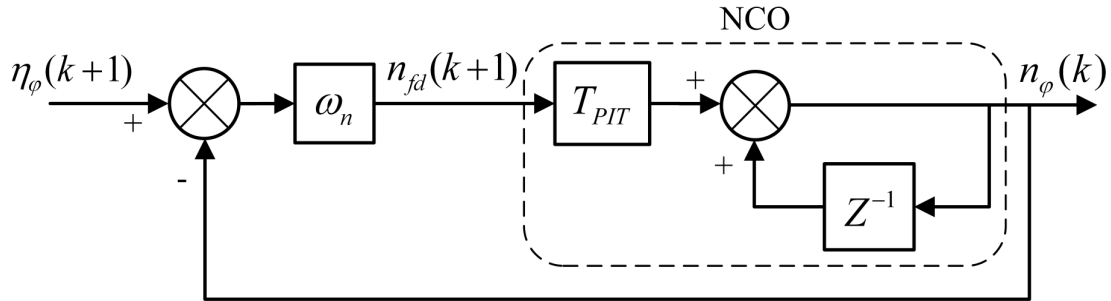 NCO
η_φ(k+1)
n_fd(k+1)
n_φ(k)
+
ω_n
T_PIT
+
-
+
Z⁻¹